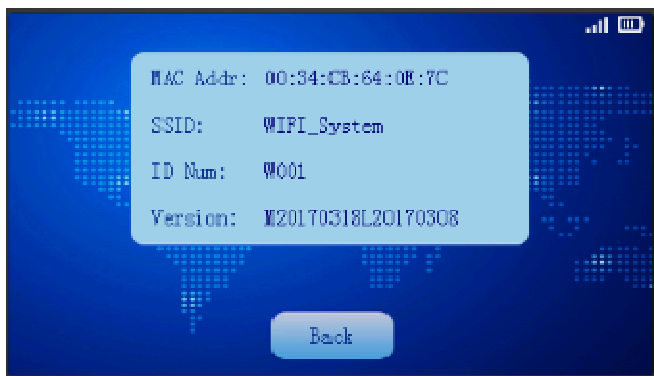 MAC Addr: 00:34:CB:64:0E:7C
SSID: WIFI_System
ID Num: W001
Version: M20170318L20170308
Back